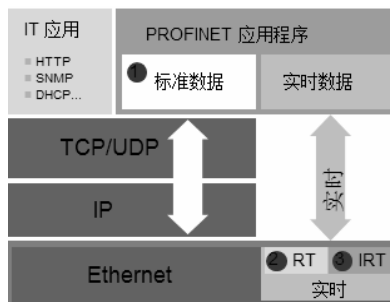 IT 应用
HTTP
SNMP
DHCP...
PROFINET 应用程序
1 标准数据
实时数据
TCP/UDP
IP
实时
Ethernet
2 RT
3 IRT
实时